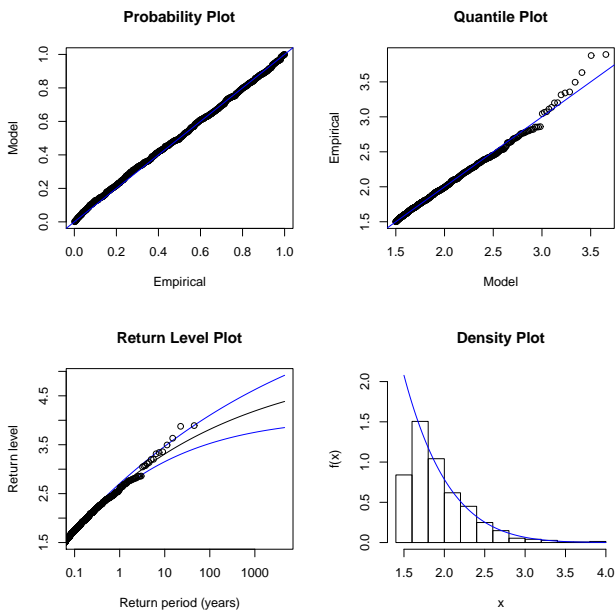 Probability Plot
Model
0.0 0.2 0.4 0.6 0.8 1.0
0.0 0.2 0.4 0.6 0.8 1.0
Empirical
Quantile Plot
Empirical
1.5 2.0 2.5 3.0 3.5
1.5 2.0 2.5 3.0 3.5
Model
Return Level Plot
Return level
1.5 2.5 3.5 4.5
0.1 1 10 100 1000
Return period (years)
Density Plot
f(x)
0.0 0.5 1.0 1.5 2.0
1.5 2.0 2.5 3.0 3.5 4.0
x